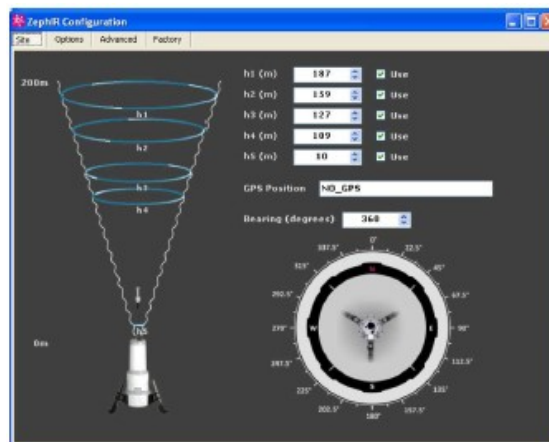 ZephIR Configuration
Site Options Advanced Factory
200m
h1
h2
h3
h4
h5
0m
h1 (m) 187 Use
h2 (m) 159 Use
h3 (m) 127 Use
h4 (m) 109 Use
h5 (m) 10 Use
GPS Position NO_GPS
Bearing (degrees) 360
0°
22.5°
45°
67.5°
90°
112.5°
135°
157.5°
180°
202.5°
225°
247.5°
270°
292.5°
315°
337.5°
E
S
W